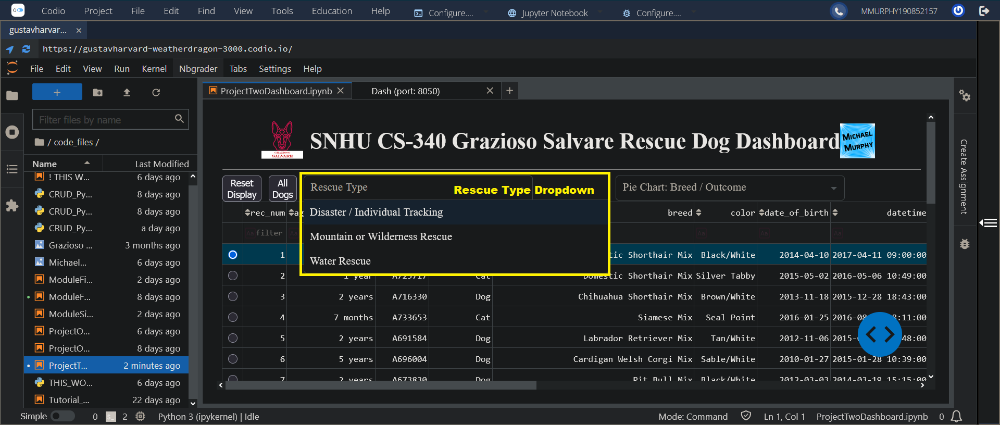 Codio Project File Edit Find View Tools Education Help Configure.... Jupyter Notebook Configure.... MMURPHY190852157
gustavharvar...
https://gustavharvard-weatherdragon-3000.codio.io/
File Edit View Run Kernel Nbgrader Tabs Settings Help
ProjectTwoDashboard.ipynb Dash (port: 8050)
Filter files by name
/ code_files /
Name Last Modified
! THIS W... 6 days ago
CRUD_Py... 8 days ago
CRUD_Py... 8 days ago
CRUD_Py... a day ago
Grazioso ... 3 months ago
Michael... 6 days ago
ModuleFi... 2 days ago
ModuleF... 8 days ago
ModuleSi... 2 days ago
ProjectO... 6 days ago
ProjectO... 8 days ago
ProjectT... 2 minutes ago
THIS_WO... 6 days ago
Tutorial_... 22 days ago
GRAZIOSO
SALVARE
SNHU CS-340 Grazioso Salvare Rescue Dog Dashboard
MICHAEL
MURPHY
Reset
Display
All
Dogs
Rescue Type
Rescue Type Dropdown
Pie Chart: Breed / Outcome
Disaster / Individual Tracking
Mountain or Wilderness Rescue
Water Rescue
rec_num ag breed color date_of_birth datetime
Aa filter Aa Aa Aa Aa
1 tic Shorthair Mix Black/White 2014-04-10 2017-04-11 09:00:00
2 1 year A725717 Cat Domestic Shorthair Mix Silver Tabby 2015-05-02 2016-05-06 10:49:00
3 2 years A716330 Dog Chihuahua Shorthair Mix Brown/White 2013-11-18 2015-12-28 18:43:00
4 7 months A733653 Cat Siamese Mix Seal Point 2016-01-25 2016-08- 3:11:00
5 2 years A691584 Dog Labrador Retriever Mix Tan/White 2012-11-06 2015- 48:00
6 5 years A696004 Dog Cardigan Welsh Corgi Mix Sable/White 2010-01-27 2015-01-28 10:39:00
7 2 years A673830 Dog Pit Bull Mix Black/White 2012-03-03 2014-03-19 15:15:00
Create Assignment
Simple 0 $_ 2 Python 3 (ipykernel) | Idle Mode: Command Ln 1, Col 1 ProjectTwoDashboard.ipynb 0